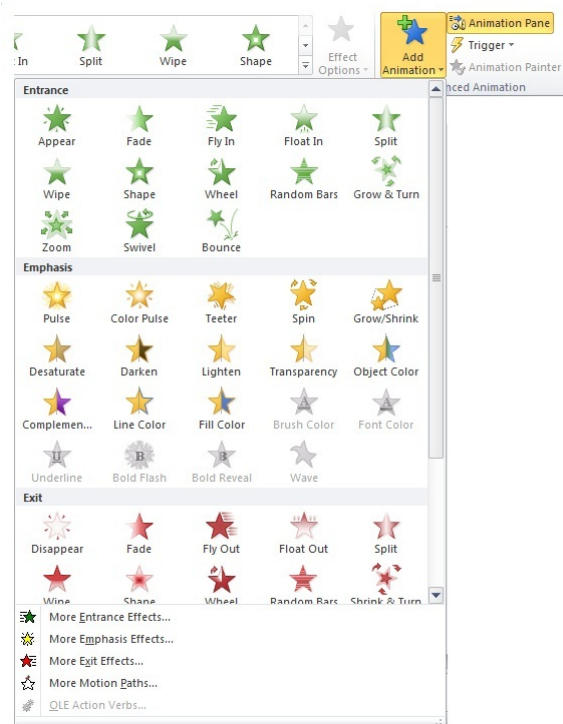 In Split Wipe Shape Effect Options Add Animation Animation Pane
Trigger
Animation Painter
nced Animation
Entrance
Appear Fade Fly In Float In Split
Wipe Shape Wheel Random Bars Grow & Turn
Zoom Swivel Bounce
Emphasis
Pulse Color Pulse Teeter Spin Grow/Shrink
Desaturate Darken Lighten Transparency Object Color
Complemen... Line Color Fill Color Brush Color Font Color
Underline Bold Flash Bold Reveal Wave
Exit
Disappear Fade Fly Out Float Out Split
Wipe Shape Wheel Random Bars Shrink & Turn
More Entrance Effects...
More Emphasis Effects...
More Exit Effects...
More Motion Paths...
OLE Action Verbs...